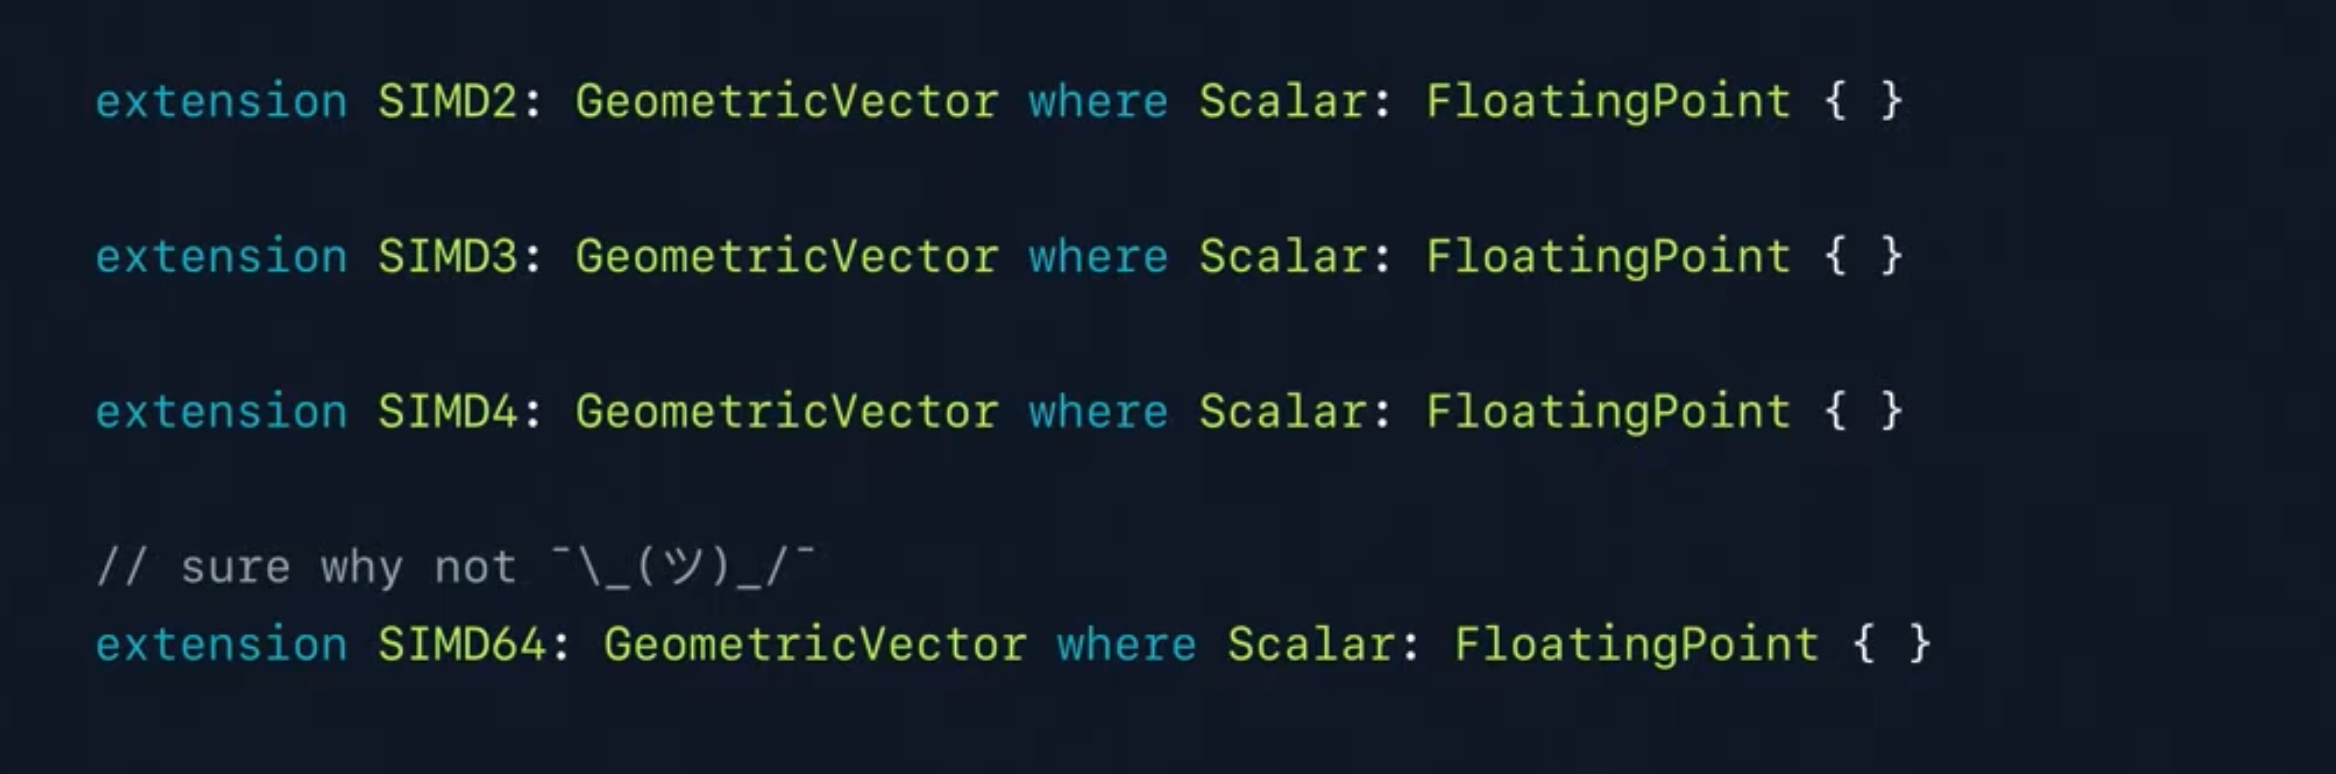 extension SIMD2: GeometricVector where Scalar: FloatingPoint { }
extension SIMD3: GeometricVector where Scalar: FloatingPoint { }
extension SIMD4: GeometricVector where Scalar: FloatingPoint { }
// sure why not ¯\_(ツ)_/¯
extension SIMD64: GeometricVector where Scalar: FloatingPoint { }